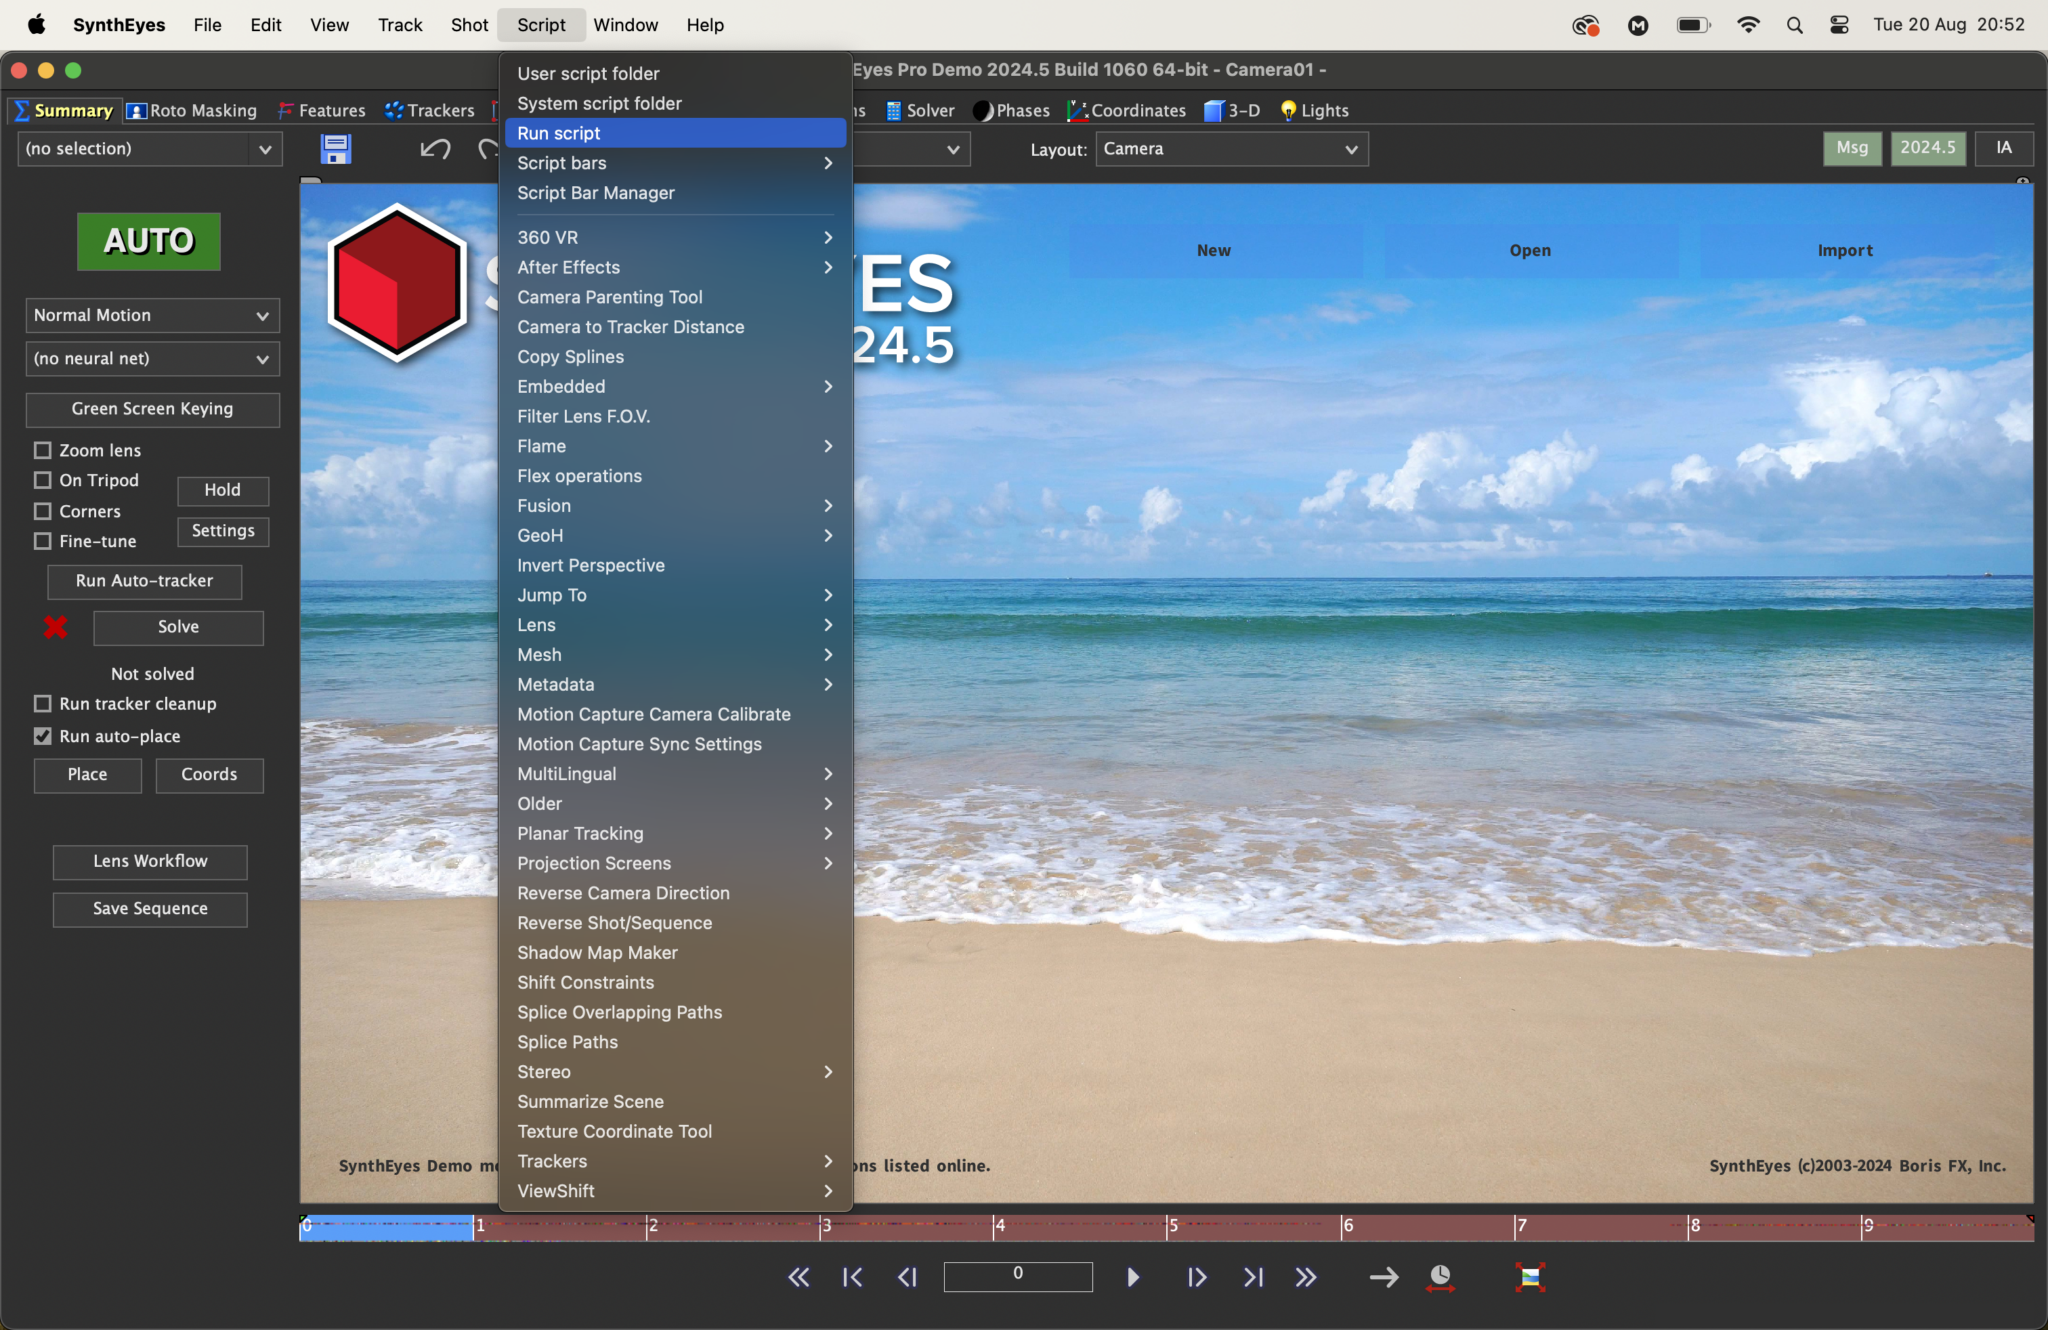 SynthEyes File Edit View Track Shot Script Window Help Tue 20 Aug 20:52
Eyes Pro Demo 2024.5 Build 1060 64-bit - Camera01 -
Summary Roto Masking Features Trackers Solver Phases Coordinates 3-D Lights
(no selection) Layout: Camera Msg 2024.5 IA
User script folder
System script folder
Run script
Script bars
Script Bar Manager
360 VR
After Effects
Camera Parenting Tool
Camera to Tracker Distance
Copy Splines
Embedded
Filter Lens F.O.V.
Flame
Flex operations
Fusion
GeoH
Invert Perspective
Jump To
Lens
Mesh
Metadata
Motion Capture Camera Calibrate
Motion Capture Sync Settings
MultiLingual
Older
Planar Tracking
Projection Screens
Reverse Camera Direction
Reverse Shot/Sequence
Shadow Map Maker
Shift Constraints
Splice Overlapping Paths
Splice Paths
Stereo
Summarize Scene
Texture Coordinate Tool
Trackers
ViewShift
AUTO
Normal Motion
(no neural net)
Green Screen Keying
Zoom lens
On Tripod
Hold
Corners
Settings
Fine-tune
Run Auto-tracker
Solve
Not solved
Run tracker cleanup
Run auto-place
Place Coords
Lens Workflow
Save Sequence
New Open Import
YES
24.5
SynthEyes Demo listed online.
SynthEyes (c)2003-2024 Boris FX, Inc.
0 1 2 3 4 5 6 7 8 9
0